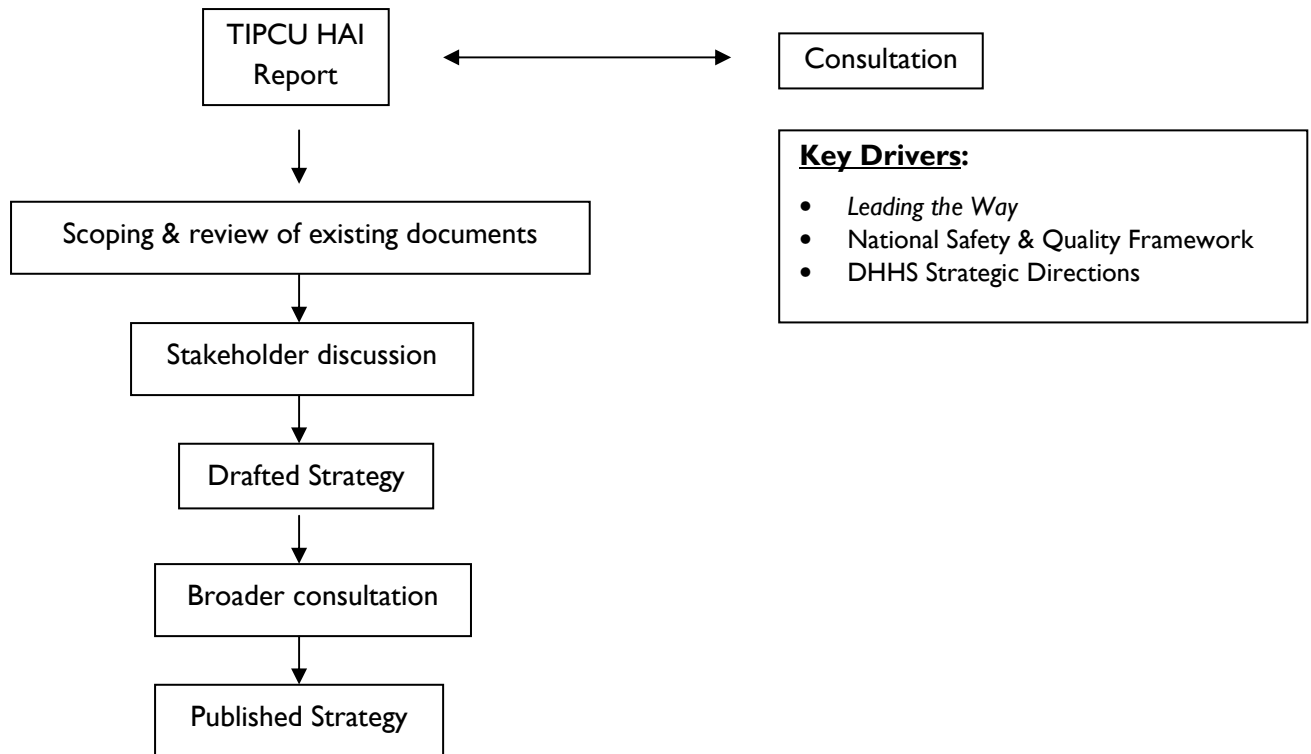 TIPCU HAI
Report
Consultation
Key Drivers:
• Leading the Way
• National Safety & Quality Framework
• DHHS Strategic Directions
Scoping & review of existing documents
Stakeholder discussion
Drafted Strategy
Broader consultation
Published Strategy